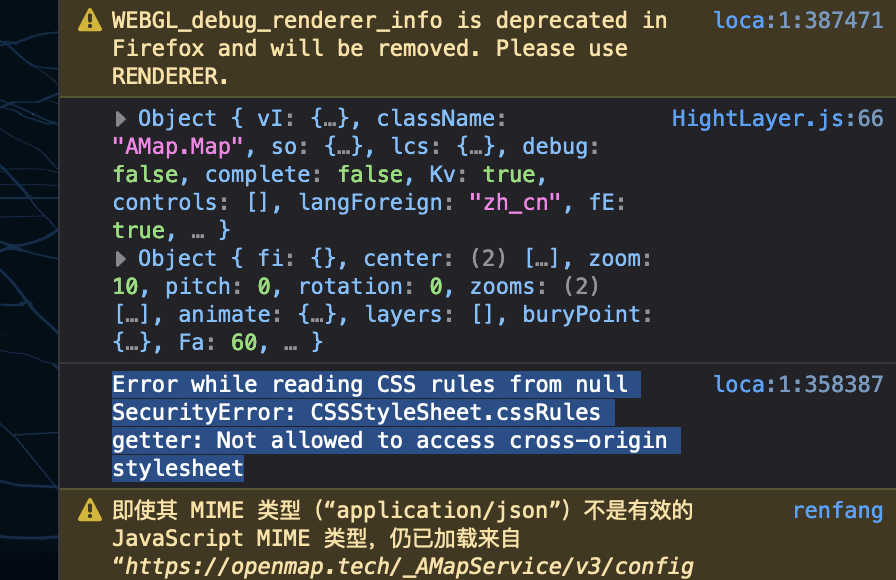 WEBGL_debug_renderer_info is deprecated in loca:1:387471
Firefox and will be removed. Please use
RENDERER.
Object { vI: {…}, className: HightLayer.js:66
"AMap.Map", so: {…}, lcs: {…}, debug:
false, complete: false, Kv: true,
controls: [], langForeign: "zh_cn", fE:
true, … }
Object { fi: {}, center: (2) […], zoom:
10, pitch: 0, rotation: 0, zooms: (2)
[…], animate: {…}, layers: [], buryPoint:
{…}, Fa: 60, … }
Error while reading CSS rules from null loca:1:358387
SecurityError: CSSStyleSheet.cssRules
getter: Not allowed to access cross-origin
stylesheet
即使其 MIME 类型（“application/json”）不是有效的 renfang
JavaScript MIME 类型，仍已加载来自
“https://openmap.tech/_AMapService/v3/config